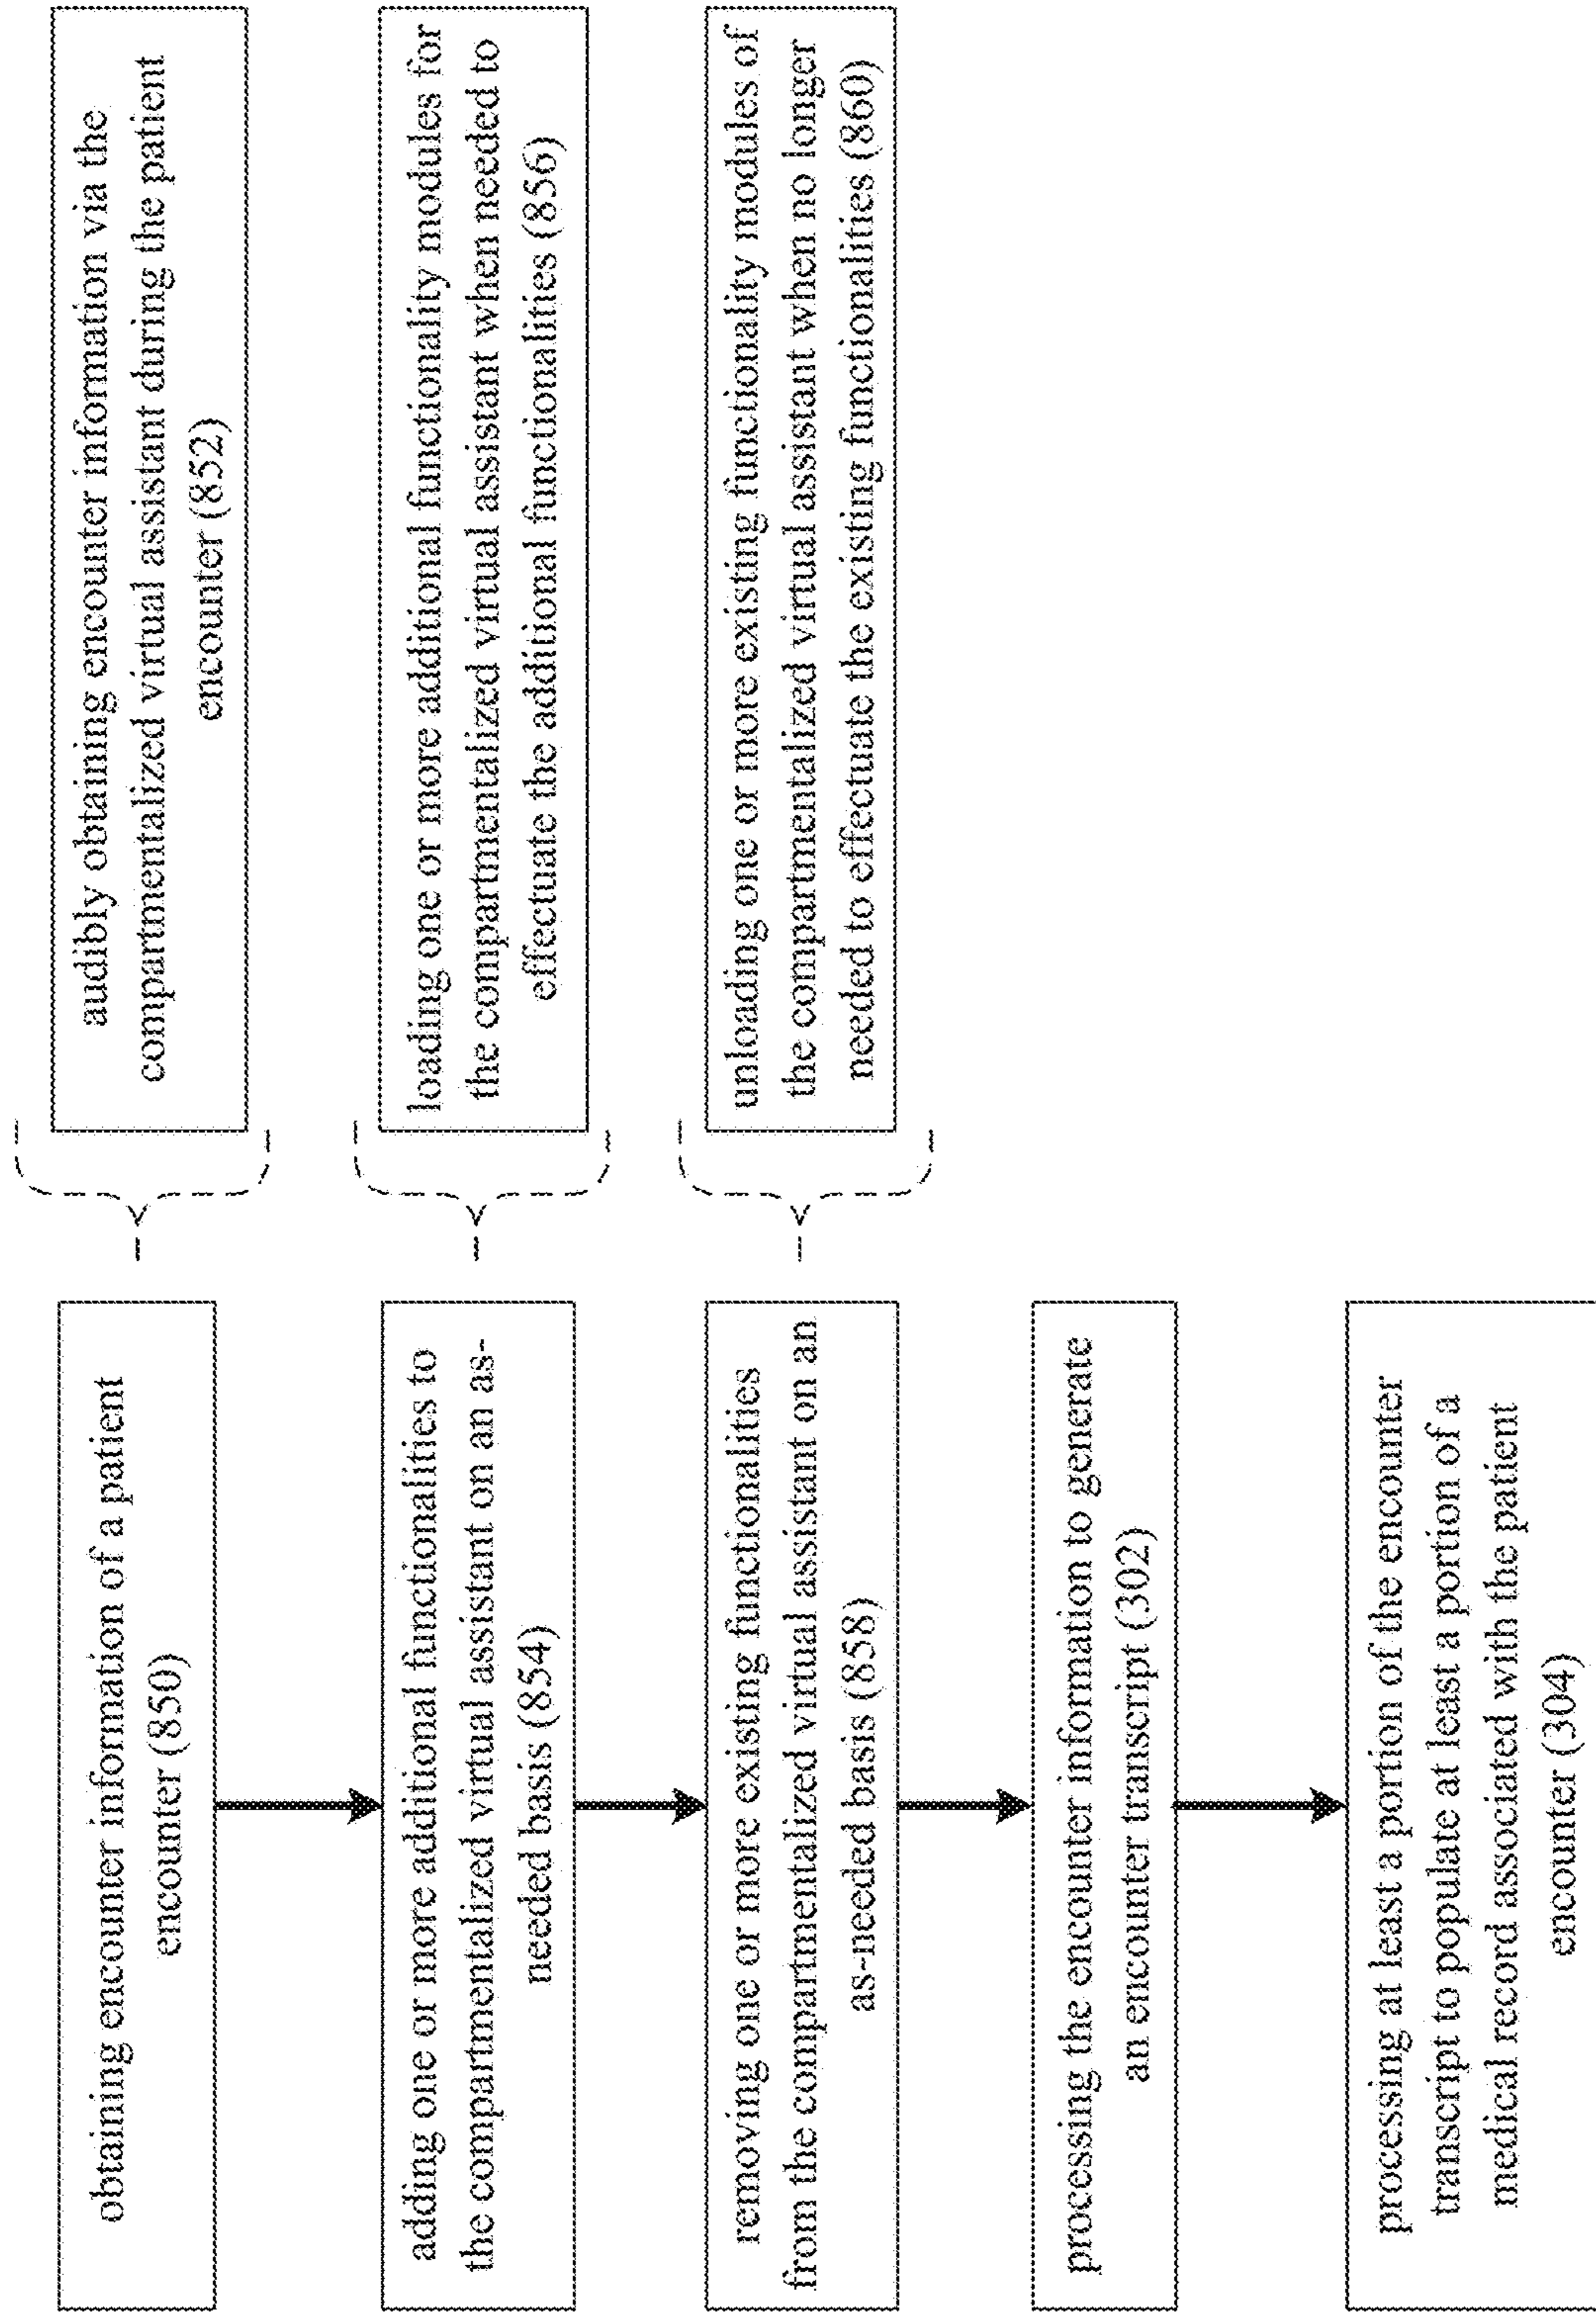 obtaining encounter information of a patient
encounter (850)
audibly obtaining encounter information via the
compartmentalized virtual assistant during the patient
encounter (852)
adding one or more additional functionalities to
the compartmentalized virtual assistant on an as-
needed basis (854)
loading one or more additional functionality modules for
the compartmentalized virtual assistant when needed to
effectuate the additional functionalities (856)
removing one or more existing functionalities
from the compartmentalized virtual assistant on an
as-needed basis (858)
unloading one or more existing functionality modules of
the compartmentalized virtual assistant when no longer
needed to effectuate the existing functionalities (860)
processing the encounter information to generate
an encounter transcript (302)
processing at least a portion of the encounter
transcript to populate at least a portion of a
medical record associated with the patient
encounter (304)